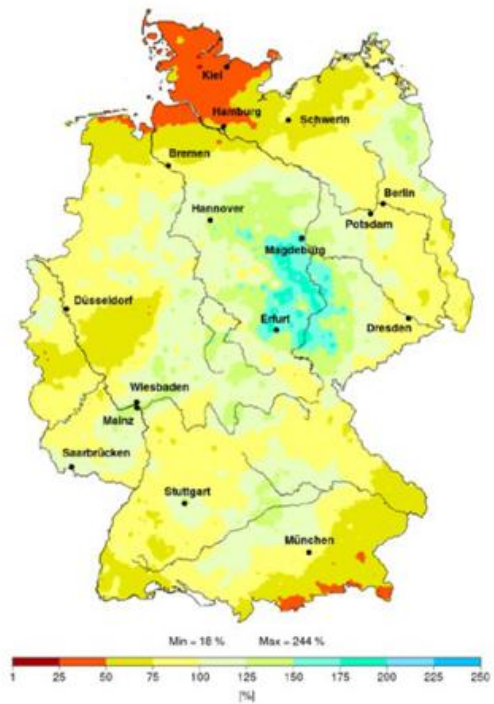 Kiel
Hamburg
Schwerin
Bremen
Berlin
Hannover
Potsdam
Magdeburg
Düsseldorf
Erfurt
Dresden
Wiesbaden
Mainz
Saarbrücken
Stuttgart
München
Min = 18 % Max = 244 %
1 25 50 75 100 125 140 150 175 200 225 250
[%]